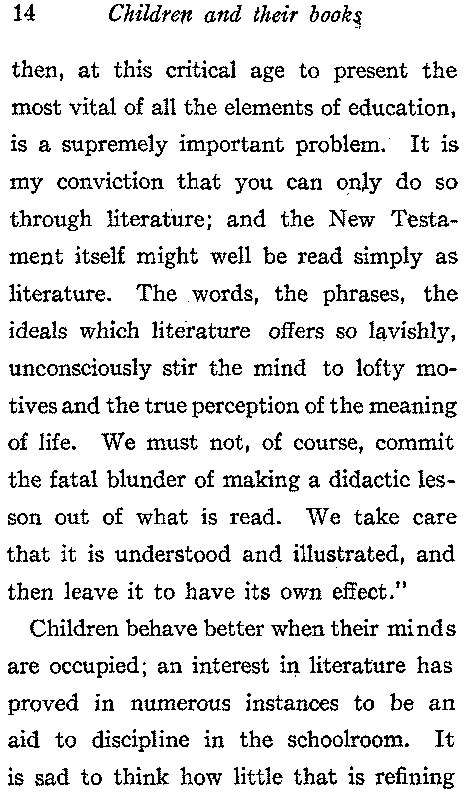 14 Children and their books
then, at this critical age to present the
most vital of all the elements of education,
is a supremely important problem. It is
my conviction that you can only do so
through literature; and the New Testa-
ment itself might well be read simply as
literature. The words, the phrases, the
ideals which literature offers so lavishly,
unconsciously stir the mind to lofty mo-
tives and the true perception of the meaning
of life. We must not, of course, commit
the fatal blunder of making a didactic les-
son out of what is read. We take care
that it is understood and illustrated, and
then leave it to have its own effect."
Children behave better when their minds
are occupied; an interest in literature has
proved in numerous instances to be an
aid to discipline in the schoolroom. It
is sad to think how little that is refining